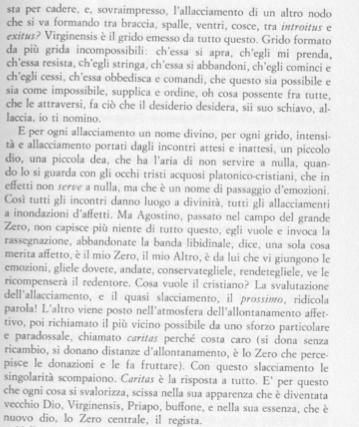 sta per cadere, e, sovraimpresso, l'allacciamento di un altro nodo
che si va formando tra braccia, spalle, ventri, cosce, tra introitus e
exitus? Virginensis è il grido emesso da tutto questo. Grido formato
da più grida incompossibili: ch'essa si apra, ch'egli mi prenda,
ch'essa resista, ch'egli stringa, ch'essa si abbandoni, ch'egli cominci e
ch'egli cessi, ch'essa obbedisca e comandi, che questo sia possibile e
sia come impossibile, supplica e ordine, oh cosa possente fra tutte,
che le attraversi, fa ciò che il desiderio desidera, sii suo schiavo, al-
laccia, io ti nomino.
E per ogni allacciamento un nome divino, per ogni grido, intensi-
tà e allacciamento portati dagli incontri attesi e inattesi, un piccolo
dio, una piccola dea, che ha l'aria di non servire a nulla, quan-
do lo si guarda con gli occhi tristi acquosi platonico-cristiani, che in
effetti non serve a nulla, ma che è un nome di passaggio d'emozioni.
Così tutti gli incontri danno luogo a divinità, tutti gli allacciamenti
a inondazioni d'affetti. Ma Agostino, passato nel campo del grande
Zero, non capisce più niente di tutto questo, egli vuole e invoca la
rassegnazione, abbandonate la banda libidinale, dice, una sola cosa
merita affetto, è il mio Zero, il mio Altro, è da lui che vi giungono le
emozioni, gliele dovete, andate, conservategliele, rendetegliele, ve le
ricompenserà il redentore. Cosa vuole il cristiano? La svalutazione
dell'allacciamento, e il quasi slacciamento, il prossimo, ridicola
parola! L'altro viene posto nell'atmosfera dell'allontanamento affet-
tivo, poi richiamato il più vicino possibile da uno sforzo particolare
e paradossale, chiamato caritas perché costa caro (si dona senza
ricambio, si donano distanze d'allontanamento, è lo Zero che perce-
pisce le donazioni e le fa fruttare). Con questo slacciamento le
singolarità scompaiono. Caritas è la risposta a tutto. E' per questo
che ogni cosa si svalorizza, scissa nella sua apparenza che è diventata
vecchio Dio, Virginensis, Priapo, buffone, e nella sua essenza, che è
nuovo dio, lo Zero centrale, il regista.